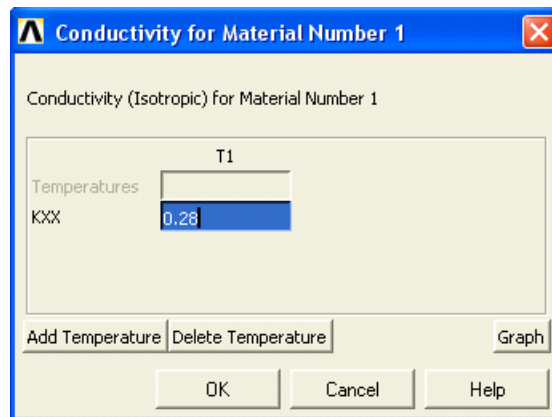 Conductivity for Material Number 1
Conductivity (Isotropic) for Material Number 1
T1
Temperatures
KXX 0.28
Add Temperature Delete Temperature Graph
OK Cancel Help